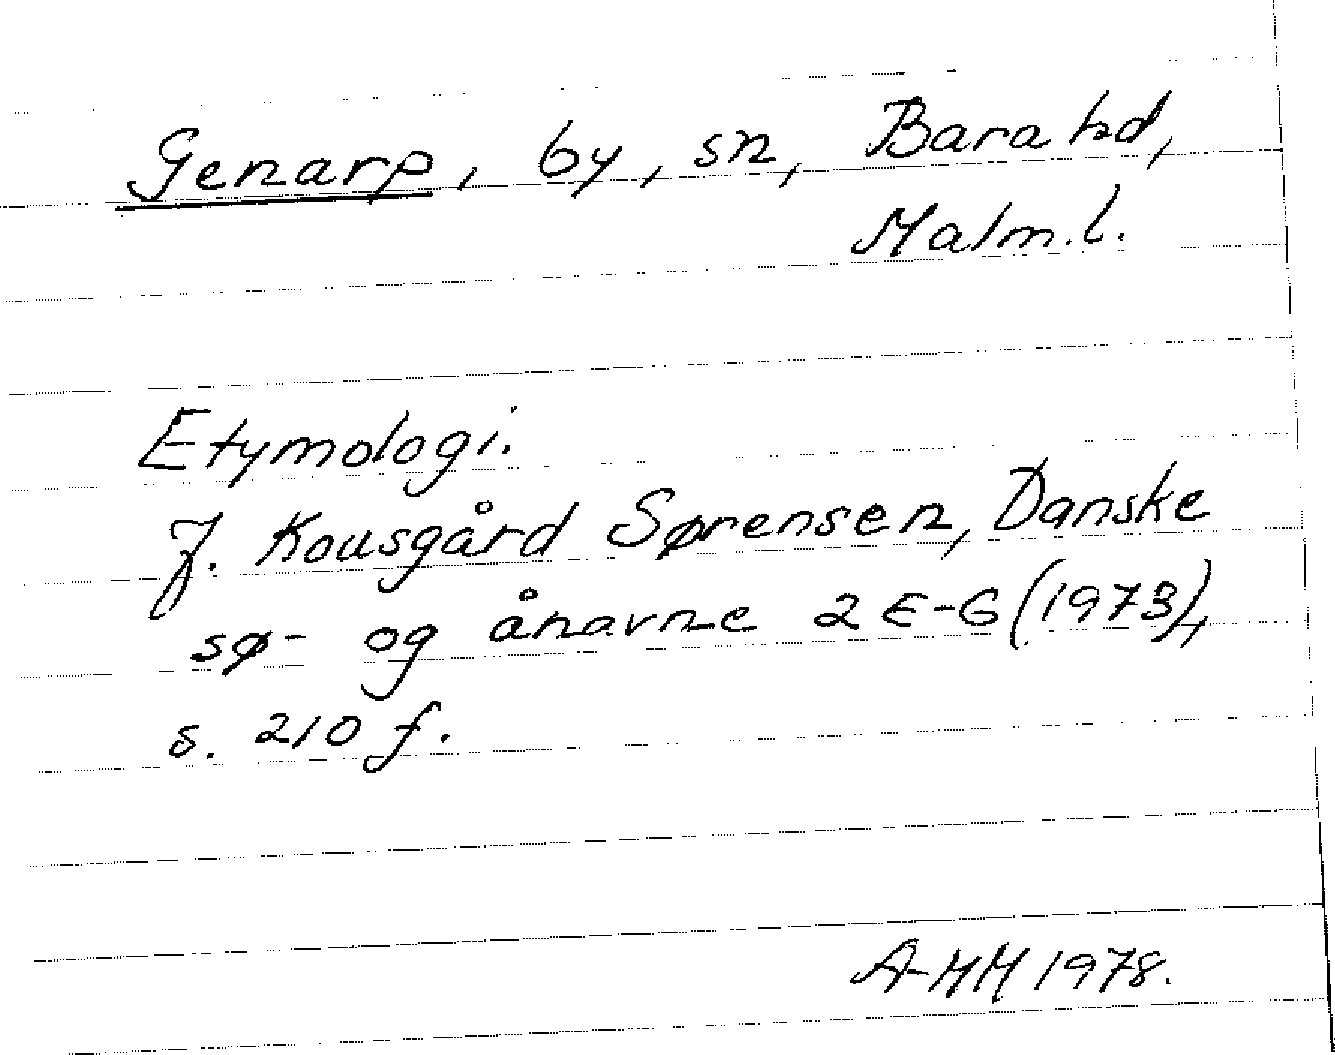 Genarp, by, sn, Bara hd,
Malm.l.
Etymologi.
J. Kousgård Sørensen, Danske
sø- og ånavne 2 E-G (1973),
s. 210 f.
A-MM 1978.